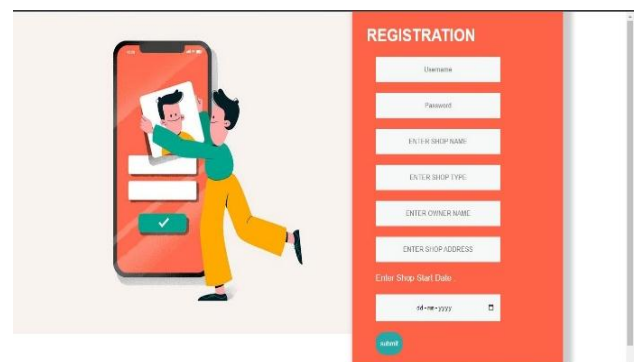 REGISTRATION
Username
Password
ENTER SHOP NAME
ENTER SHOP TYPE
ENTER OWNER NAME
ENTER SHOP ADDRESS
Enter Shop Start Date :
dd-mm-yyyy
submit